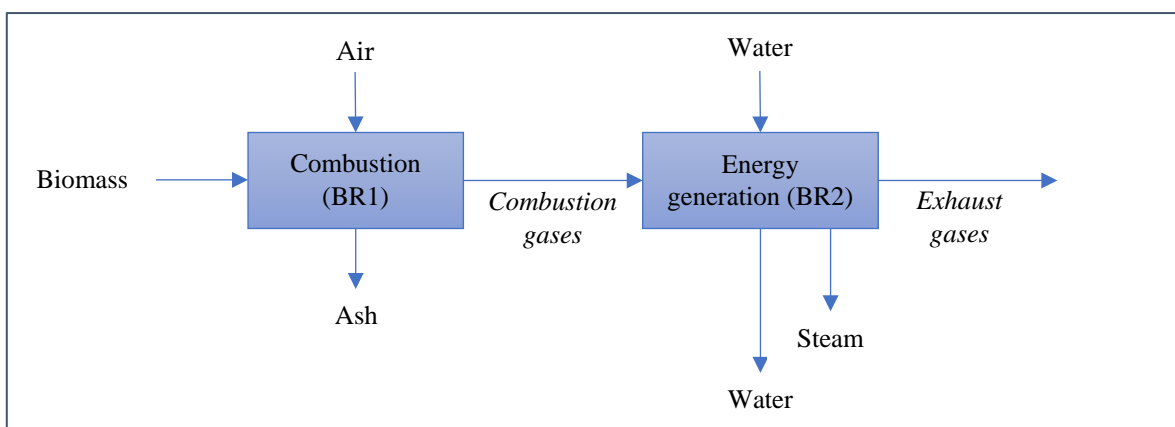 Air
Water
Biomass
Combustion
(BR1)
Combustion
gases
Energy
generation (BR2)
Exhaust
gases
Ash
Steam
Water